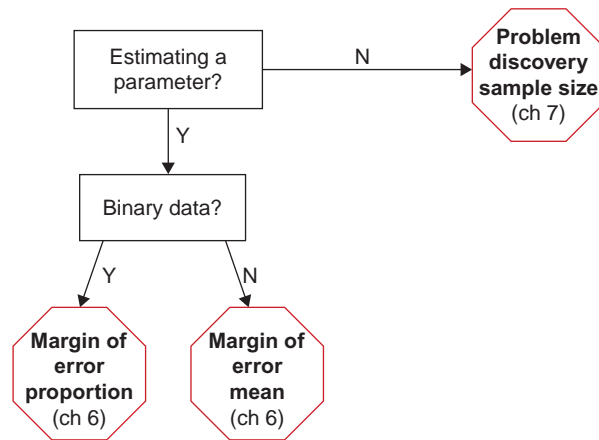 Estimating a
parameter?
N
Problem
discovery
sample size
(ch 7)
Y
Binary data?
Y
N
Margin of
error
proportion
(ch 6)
Margin of
error
mean
(ch 6)